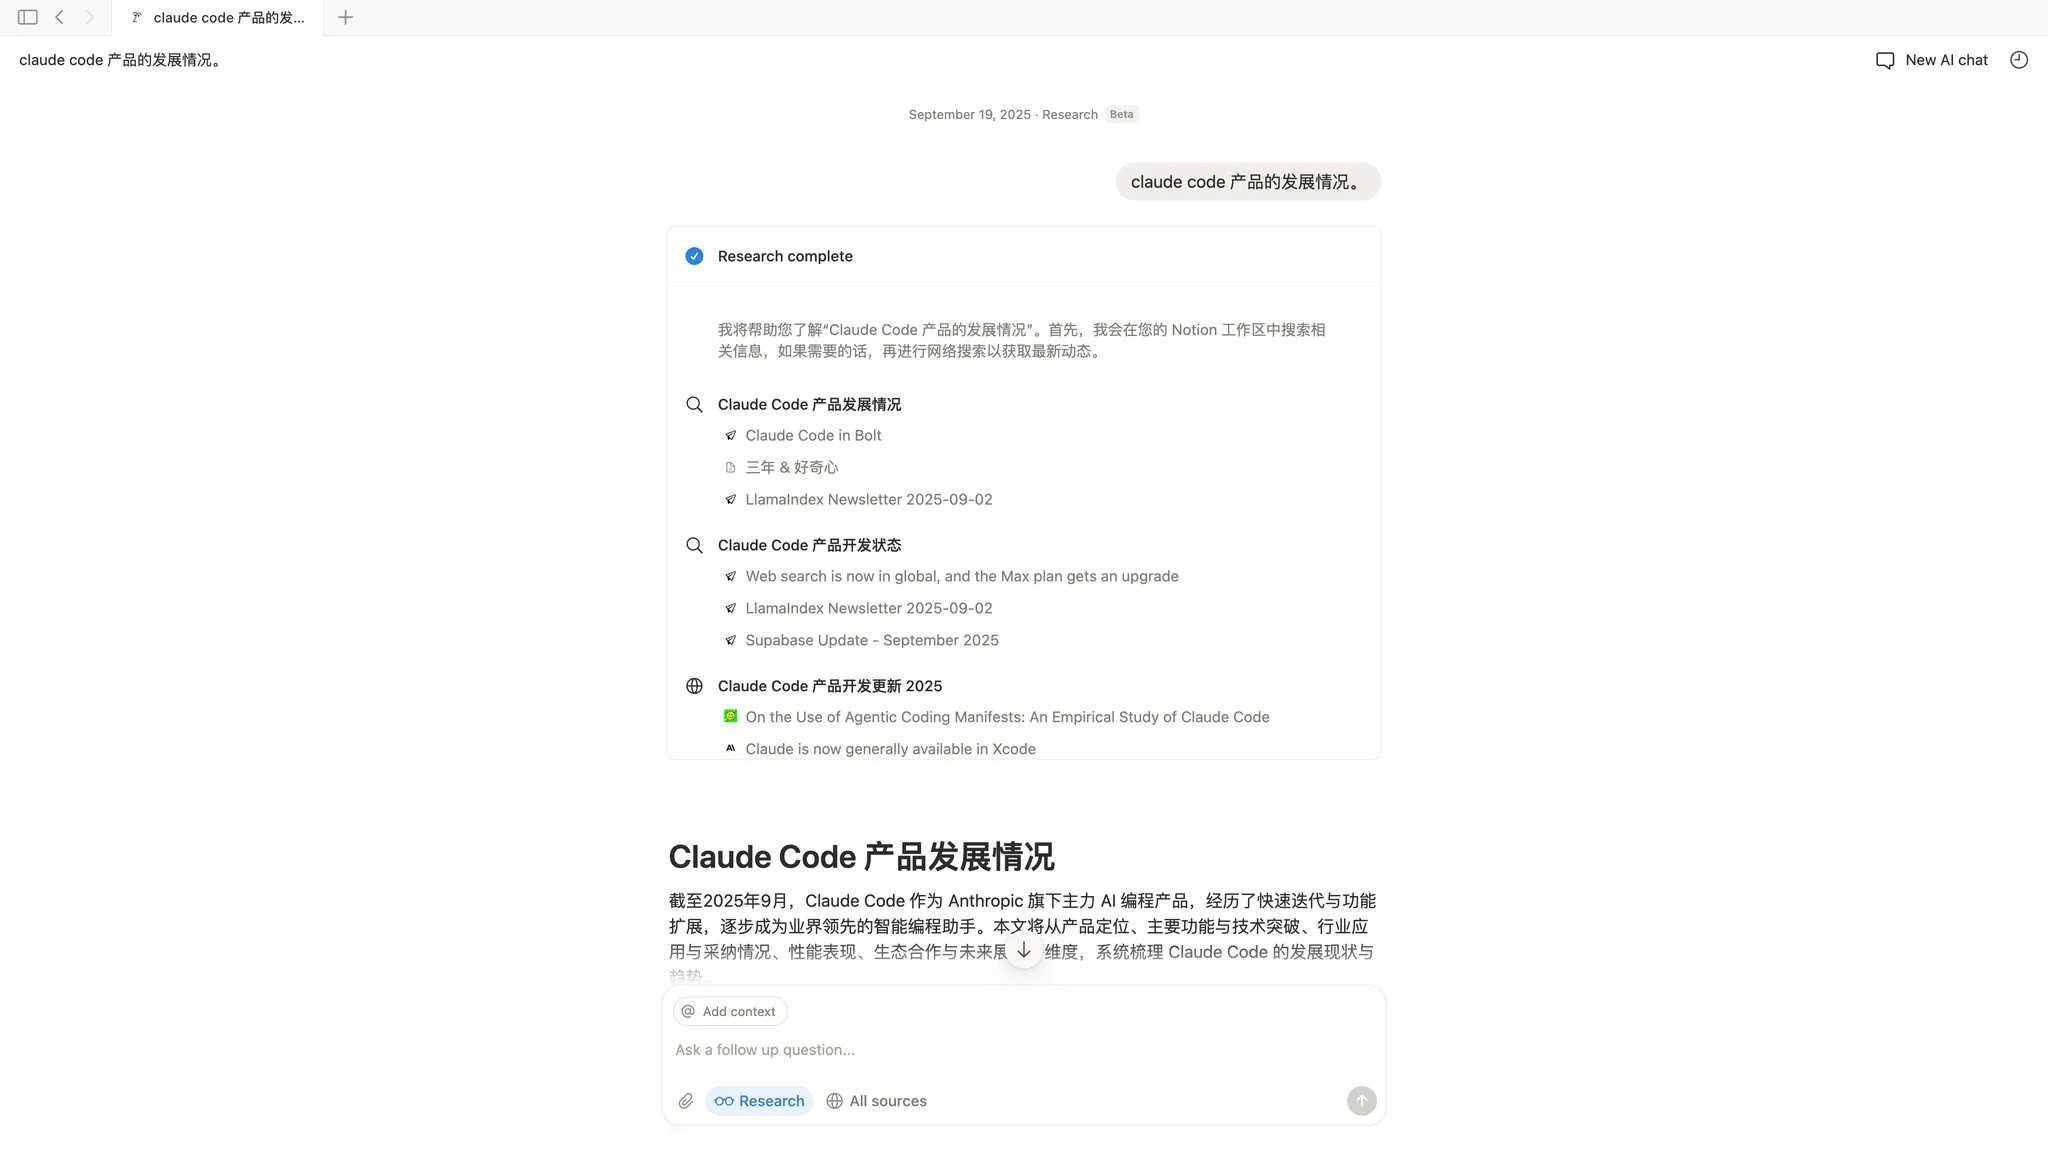 claude code 产品的发...
claude code 产品的发展情况。
New AI chat
September 19, 2025 · Research Beta
claude code 产品的发展情况。
Research complete
我将帮助您了解“Claude Code 产品的发展情况”。首先，我会在您的 Notion 工作区中搜索相
关信息，如果需要的话，再进行网络搜索以获取最新动态。
Claude Code 产品发展情况
Claude Code in Bolt
三年 & 好奇心
LlamaIndex Newsletter 2025-09-02
Claude Code 产品开发状态
Web search is now in global, and the Max plan gets an upgrade
LlamaIndex Newsletter 2025-09-02
Supabase Update - September 2025
Claude Code 产品开发更新 2025
On the Use of Agentic Coding Manifests: An Empirical Study of Claude Code
Claude is now generally available in Xcode
Claude Code 产品发展情况
截至2025年9月，Claude Code 作为 Anthropic 旗下主力 AI 编程产品，经历了快速迭代与功能
扩展，逐步成为业界领先的智能编程助手。本文将从产品定位、主要功能与技术突破、行业应
用与采纳情况、性能表现、生态合作与未来展 维度，系统梳理 Claude Code 的发展现状与
趋势。
@ Add context
Ask a follow up question...
Research
All sources